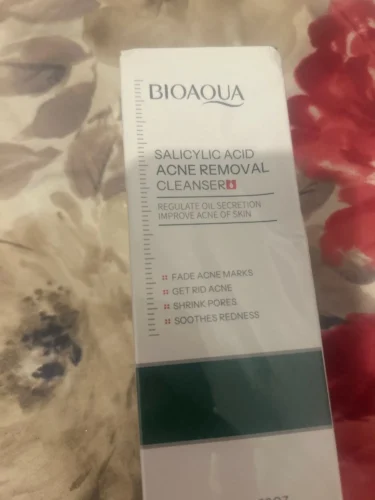 BIOAQUA
SALICYLIC ACID
ACNE REMOVAL
CLEANSER
REGULATE OIL SECRETION
IMPROVE ACNE OF SKIN
FADE ACNE MARKS
GET RID ACNE
SHRINK PORES
SOOTHES REDNESS